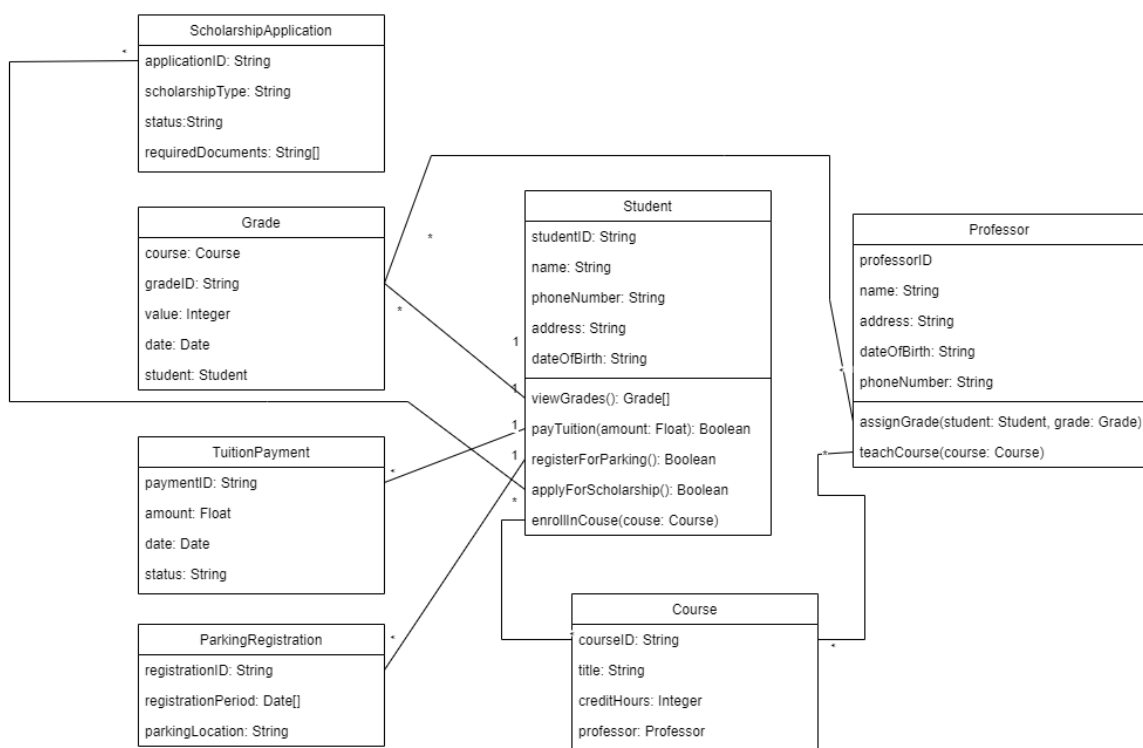 ScholarshipApplication
applicationID: String
scholarshipType: String
status:String
requiredDocuments: String[]
*
Grade
course: Course
gradeID: String
value: Integer
date: Date
student: Student
*
*
Student
studentID: String
name: String
phoneNumber: String
address: String
dateOfBirth: String
viewGrades(): Grade[]
payTuition(amount: Float): Boolean
registerForParking(): Boolean
applyForScholarship(): Boolean
enrollInCouse(couse: Course)
1
1
1
1
*
Professor
professorID
name: String
address: String
dateOfBirth: String
phoneNumber: String
assignGrade(student: Student, grade: Grade)
teachCourse(course: Course)
*
*
TuitionPayment
paymentID: String
amount: Float
date: Date
status: String
*
ParkingRegistration
registrationID: String
registrationPeriod: Date[]
parkingLocation: String
*
Course
courseID: String
title: String
creditHours: Integer
professor: Professor
*
*